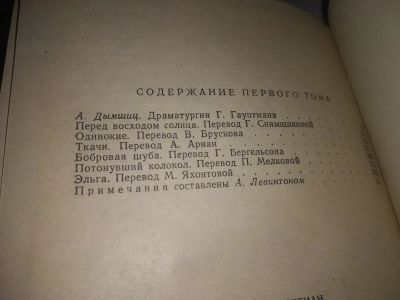 СОДЕРЖАНИЕ ПЕРВОГО ТОМА
А. Дымшиц. Драматургия Г. Гауптмана
Перед восходом солнца. Перевод Г. Снимщиковой
Одинокие. Перевод В. Брускова
Ткачи. Перевод А. Ариан
Бобровая шуба. Перевод Г. Бергельсона
Потонувший колокол. Перевод П. Мелковой
Эльга. Перевод М. Яхонтовой
Примечания составлены А. Левинтоном